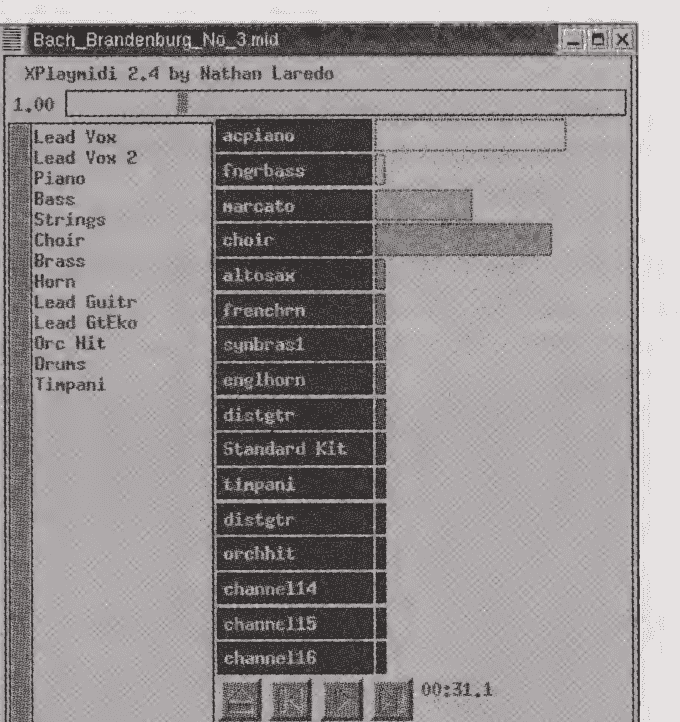 Bach_Brandenburg_No_3.mid
XPlaymidi 2.4 by Nathan Laredo
1.00
Lead Vox
Lead Vox 2
Piano
Bass
Strings
Choir
Brass
Horn
Lead Guitr
Lead GtEko
Orc Hit
Drums
Timpani
acpiano
fngrbass
marcato
choir
altosax
frenchrn
synbras1
englhorn
distgtr
Standard Kit
timpani
distgtr
orchhit
channel14
channel15
channel16
00:31.1